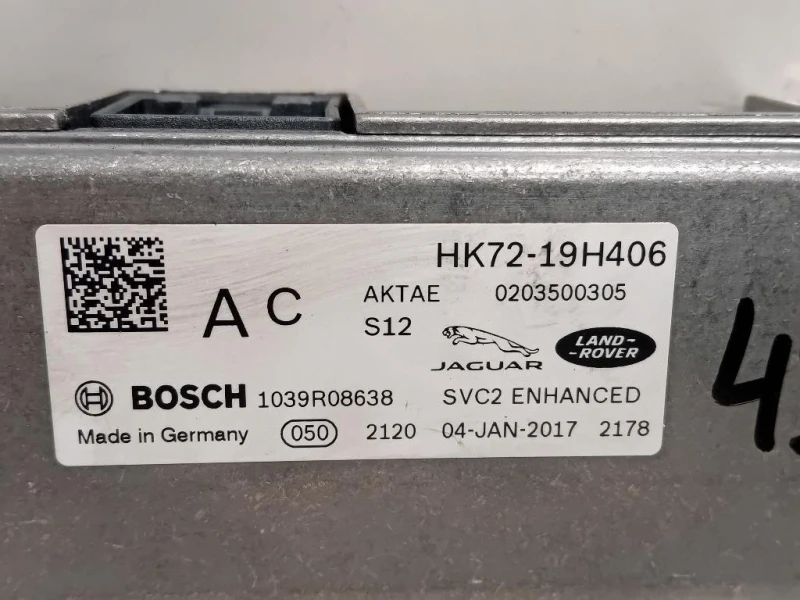 HK72-19H406
A C
AKTAE 0203500305
S12
JAGUAR
LAND-
-ROVER
BOSCH 1039R08638 SVC2 ENHANCED
Made in Germany 050 2120 04-JAN-2017 2178
4